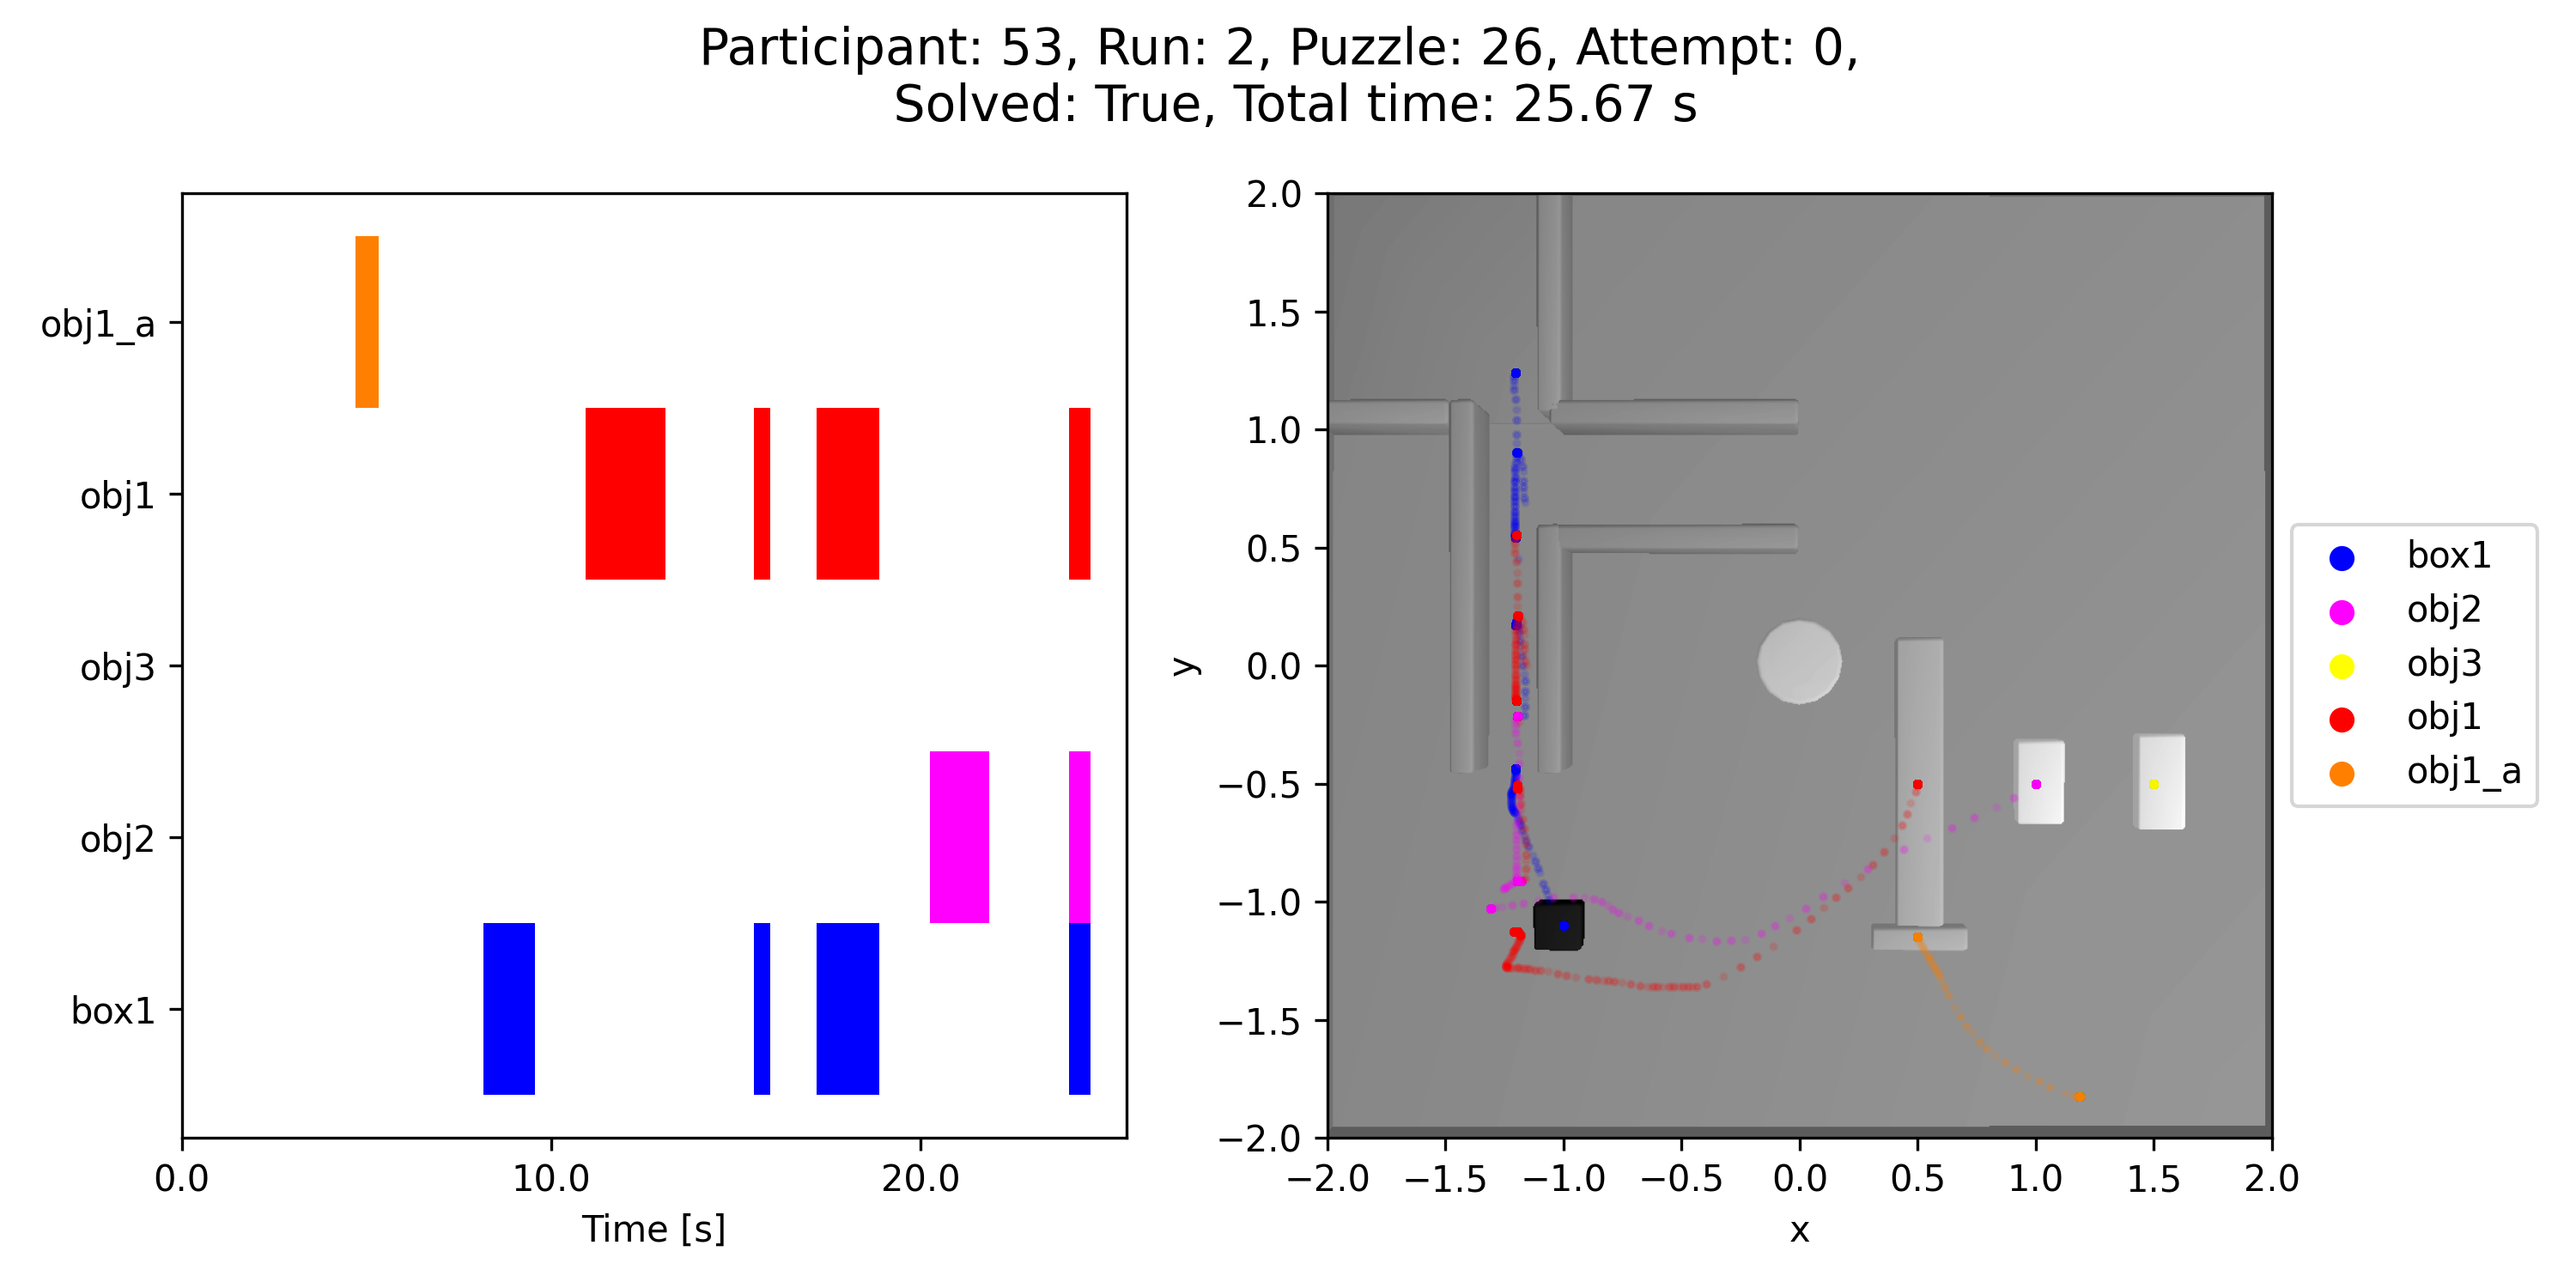 Participant: 53, Run: 2, Puzzle: 26, Attempt: 0,
Solved: True, Total time: 25.67 s
obj1_a
obj1
obj3
obj2
box1
0.0
10.0
20.0
Time [s]
2.0
1.5
1.0
0.5
0.0
−0.5
−1.0
−1.5
−2.0
y
−2.0
−1.5
−1.0
−0.5
0.0
0.5
1.0
1.5
2.0
x
box1
obj2
obj3
obj1
obj1_a